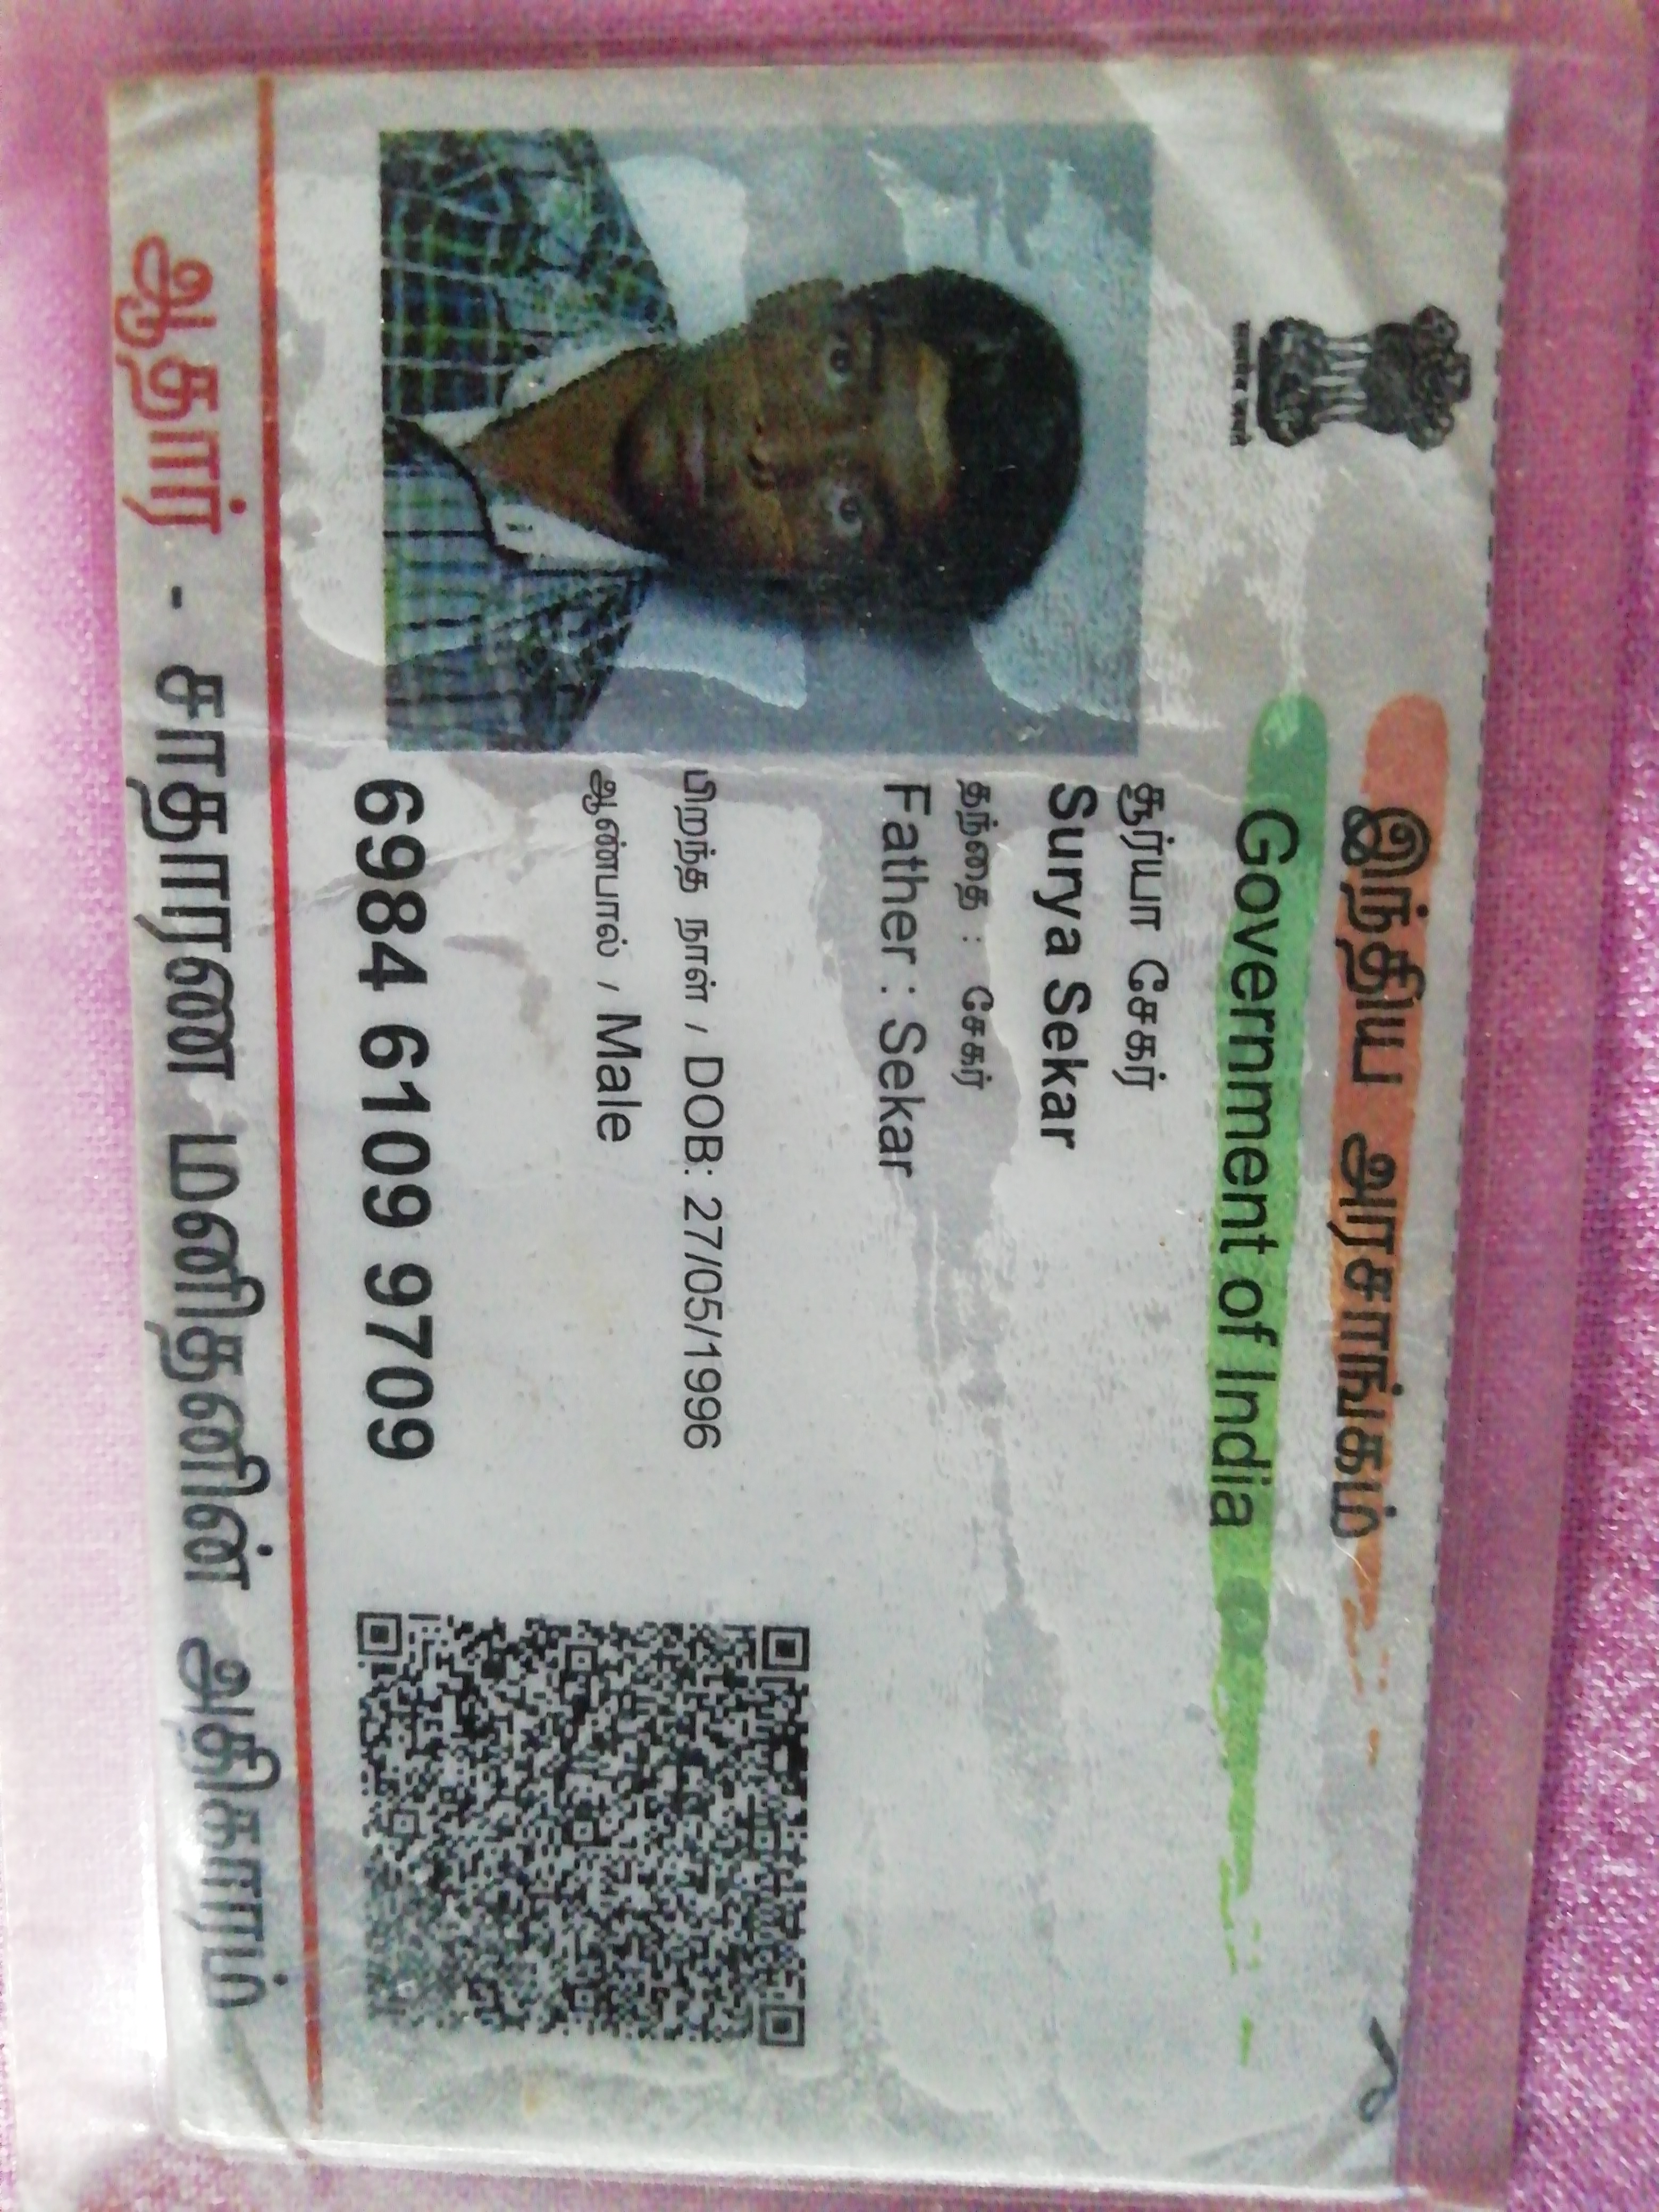 இந்திய அரசாங்கம்
Government of India
சூர்யா சேகர்
Surya Sekar
தந்தை : சேகர்
Father : Sekar
பிறந்த நாள் / DOB: 27/05/1996
ஆண்பால் / Male
6984 6109 9709
ஆதார் - சாதாரண மனிதனின் அதிகாரம்